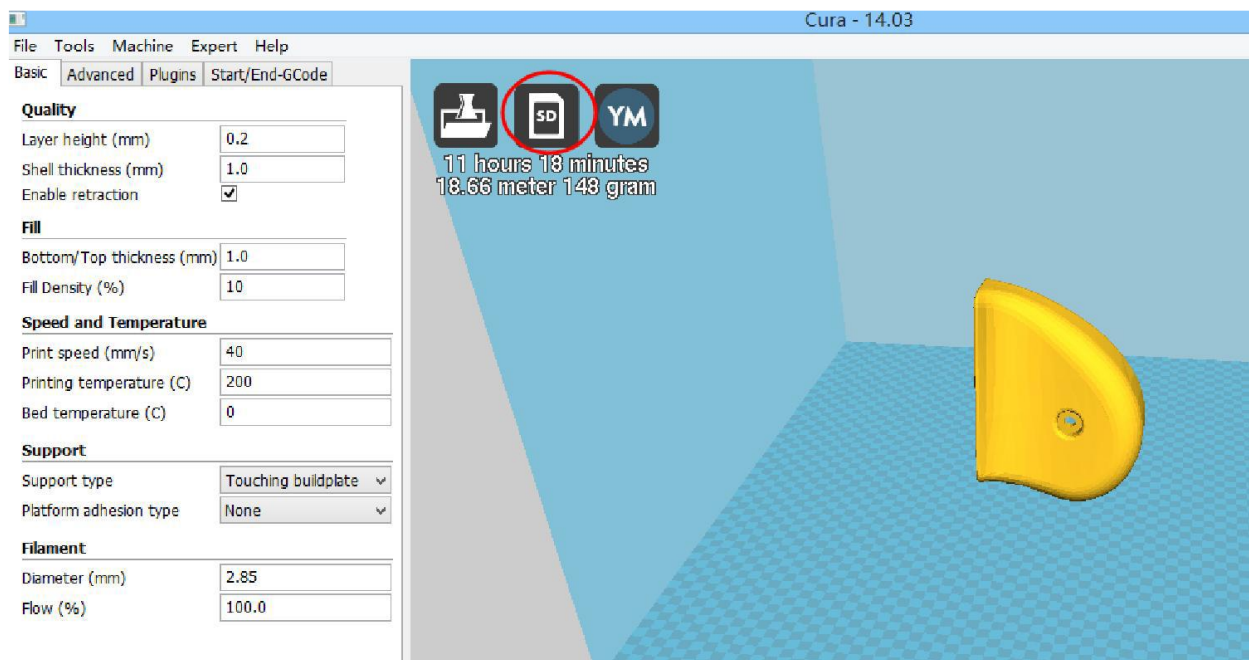 Cura - 14.03
File Tools Machine Expert Help
Basic Advanced Plugins Start/End-GCode
Quality
Layer height (mm) 0.2
Shell thickness (mm) 1.0
Enable retraction
Fill
Bottom/Top thickness (mm) 1.0
Fill Density (%) 10
Speed and Temperature
Print speed (mm/s) 40
Printing temperature (C) 200
Bed temperature (C) 0
Support
Support type Touching buildplate
Platform adhesion type None
Filament
Diameter (mm) 2.85
Flow (%) 100.0
SD YM
11 hours 18 minutes
18.66 meter 148 gram